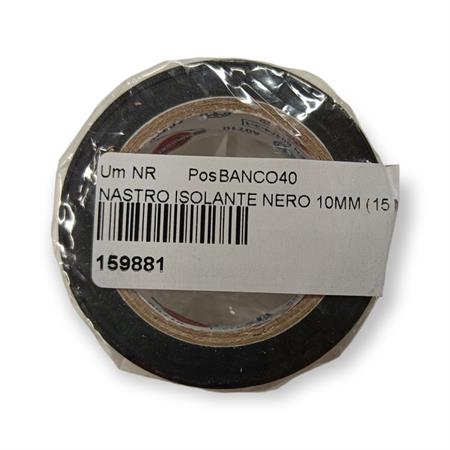 Um NR PosBANCO40
NASTRO ISOLANTE NERO 10MM (15 M
159881